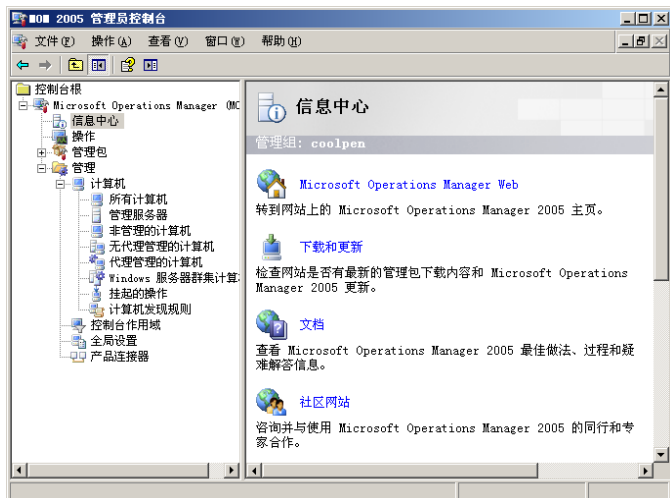 MOM 2005 管理员控制台
文件(F) 操作(A) 查看(V) 窗口(W) 帮助(H)
控制台根
Microsoft Operations Manager (MO
信息中心
操作
管理包
管理
计算机
所有计算机
管理服务器
非管理的计算机
无代理管理的计算机
代理管理的计算机
Windows 服务器群集计算
挂起的操作
计算机发现规则
控制台作用域
全局设置
产品连接器
信息中心
管理组: coolpen
Microsoft Operations Manager Web
转到网站上的 Microsoft Operations Manager 2005 主页。
下载和更新
检查网站是否有最新的管理包下载内容和 Microsoft Operations
Manager 2005 更新。
文档
查看 Microsoft Operations Manager 2005 最佳做法、过程和疑
难解答信息。
社区网站
咨询并与使用 Microsoft Operations Manager 2005 的同行和专
家合作。